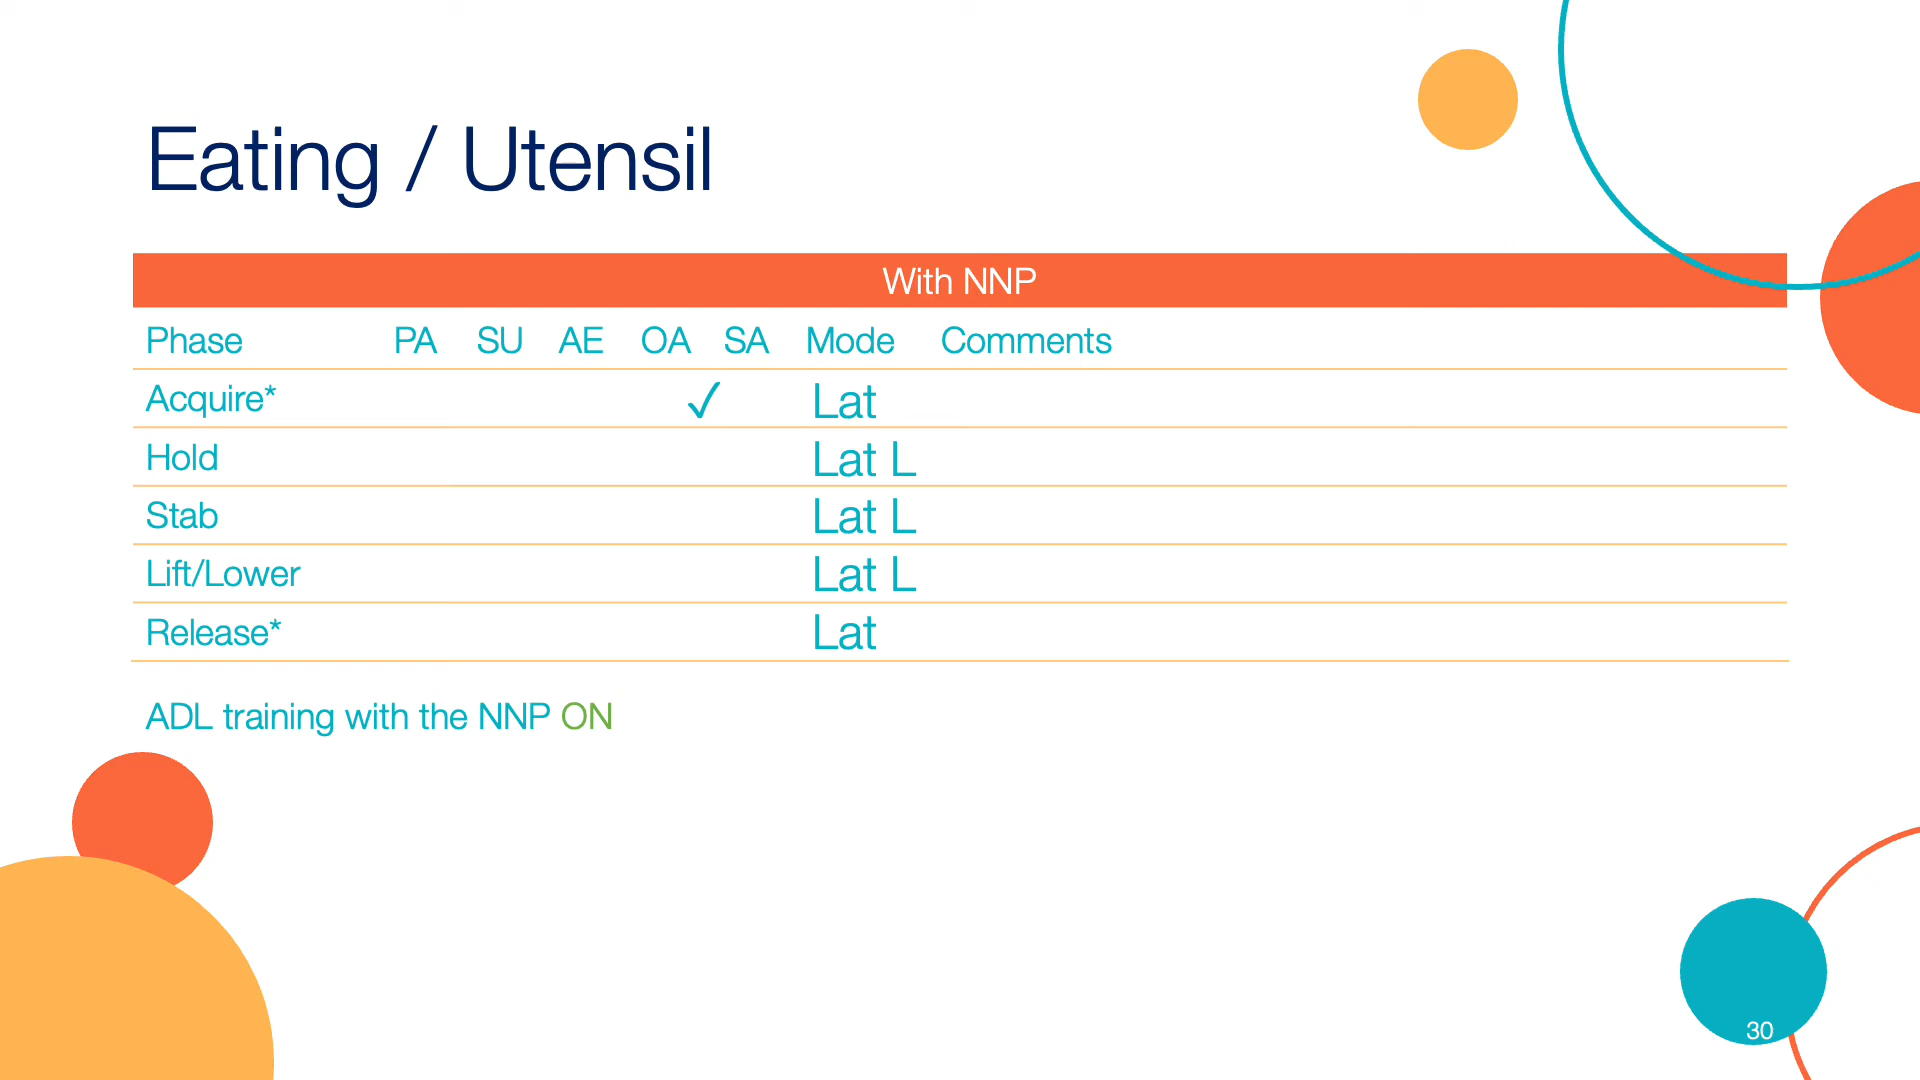 Eating / Utensil
With NNP
Phase PA SU AE OA SA Mode Comments
Acquire* ✓ Lat
Hold Lat L
Stab Lat L
Lift/Lower Lat L
Release* Lat
ADL training with the NNP ON
30